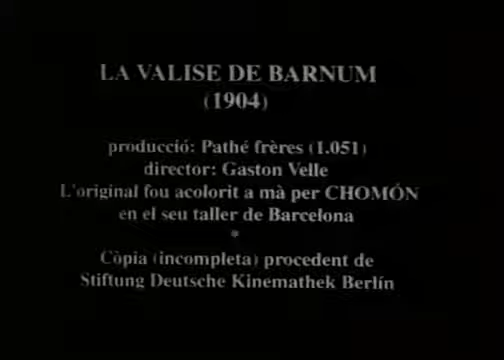 LA VALISE DE BARNUM
(1904)
producció: Pathé frères (1.051)
director: Gaston Velle
L'original fou acolorit a mà per CHOMÓN
en el seu taller de Barcelona
*
Còpia (incompleta) procedent de
Stiftung Deutsche Kinemathek Berlín